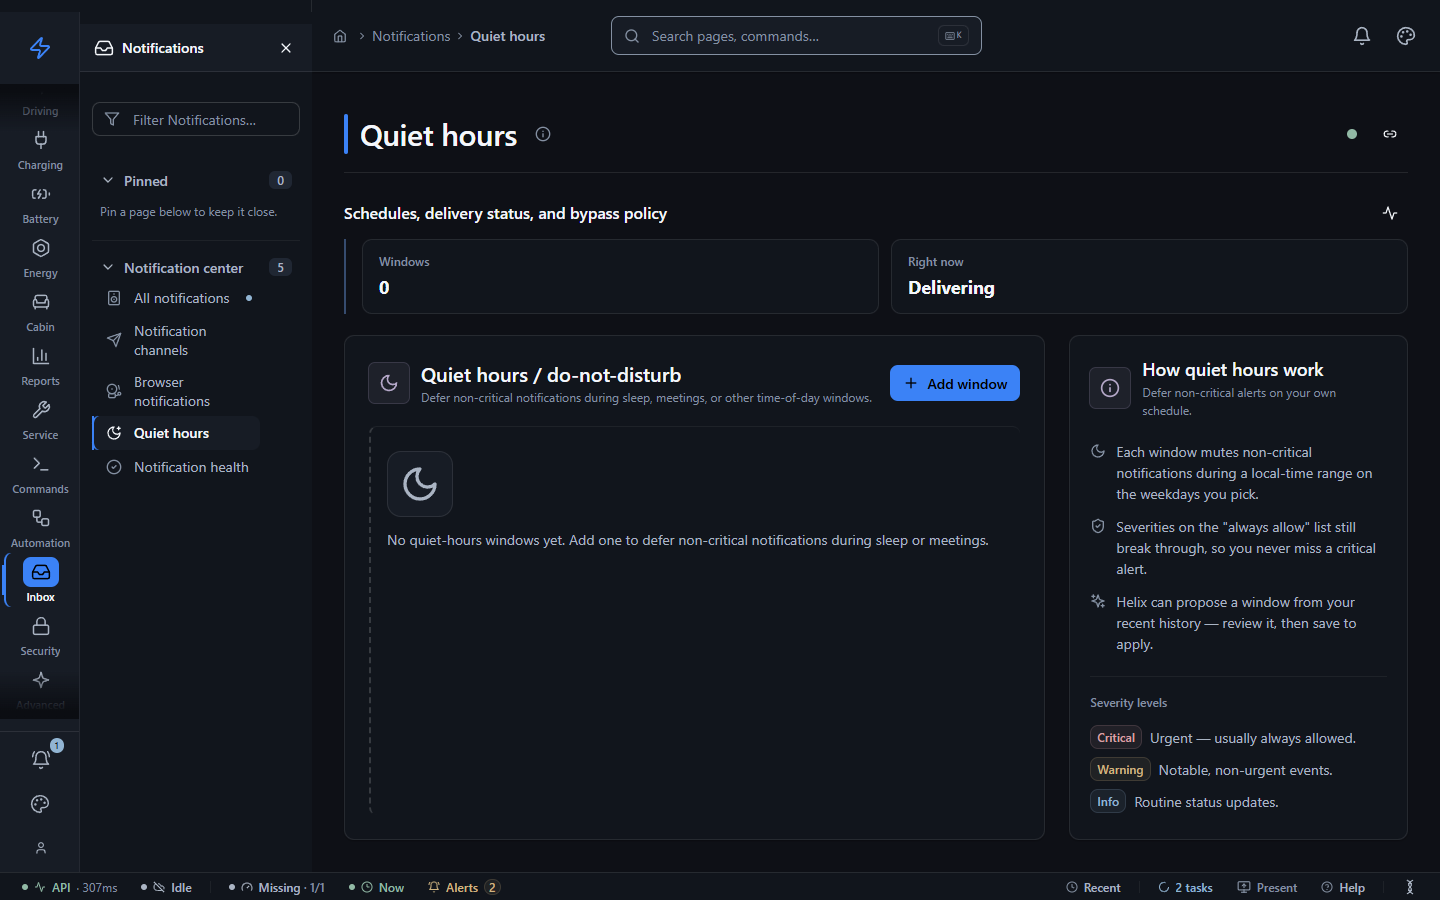 Notifications
Notifications
Quiet hours
Search pages, commands...
K
Driving
Charging
Battery
Energy
Cabin
Reports
Service
Commands
Automation
Inbox
Security
Advanced
1
Filter Notifications...
Pinned
0
Pin a page below to keep it close.
Notification center
5
All notifications
Notification
channels
Browser
notifications
Quiet hours
Notification health
Quiet hours
Schedules, delivery status, and bypass policy
Windows
0
Right now
Delivering
Quiet hours / do-not-disturb
Defer non-critical notifications during sleep, meetings, or other time-of-day windows.
Add window
No quiet-hours windows yet. Add one to defer non-critical notifications during sleep or meetings.
How quiet hours work
Defer non-critical alerts on your own
schedule.
Each window mutes non-critical
notifications during a local-time range on
the weekdays you pick.
Severities on the "always allow" list still
break through, so you never miss a critical
alert.
Helix can propose a window from your
recent history — review it, then save to
apply.
Severity levels
Critical Urgent — usually always allowed.
Warning Notable, non-urgent events.
Info Routine status updates.
API · 307ms
Idle
Missing · 1/1
Now
Alerts 2
Recent
2 tasks
Present
Help